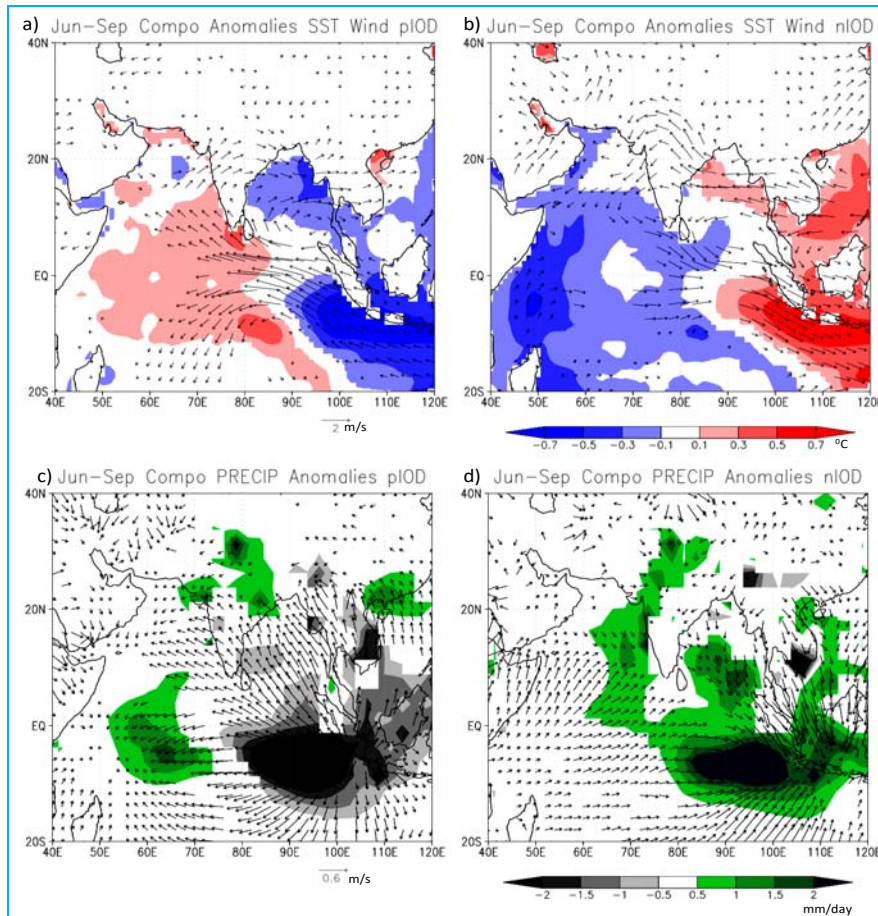 a) Jun-Sep Compo Anomalies SST Wind pIOD
40N
20N
EQ
20S
40E 50E 60E 70E 80E 90E 100E 110E 120E
2 m/s
b) Jun-Sep Compo Anomalies SST Wind nIOD
40N
20N
EQ
20S
40E 50E 60E 70E 80E 90E 100E 110E 120E
-0.7 -0.5 -0.3 -0.1 0.1 0.3 0.5 0.7 °C
c) Jun-Sep Compo PRECIP Anomalies pIOD
40N
20N
EQ
20S
40E 50E 60E 70E 80E 90E 100E 110E 120E
0.6 m/s
d) Jun-Sep Compo PRECIP Anomalies nIOD
40N
20N
EQ
20S
40E 50E 60E 70E 80E 90E 100E 110E 120E
-2 -1.5 -1 -0.5 0.5 1 1.5 2
mm/day